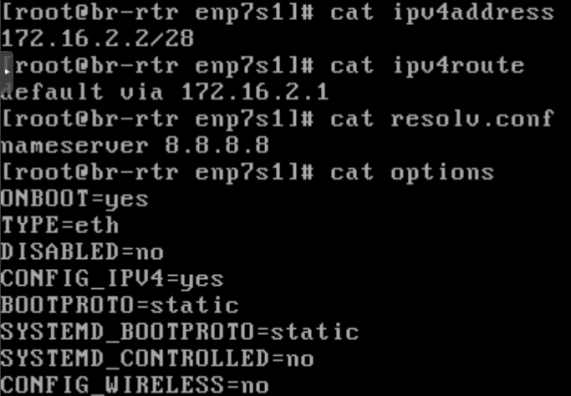 [root@br-rtr enp7s1]# cat ipv4address
172.16.2.2/28
[root@br-rtr enp7s1]# cat ipv4route
default via 172.16.2.1
[root@br-rtr enp7s1]# cat resolv.conf
nameserver 8.8.8.8
[root@br-rtr enp7s1]# cat options
ONBOOT=yes
TYPE=eth
DISABLED=no
CONFIG_IPV4=yes
BOOTPROTO=static
SYSTEMD_BOOTPROTO=static
SYSTEMD_CONTROLLED=no
CONFIG_WIRELESS=no